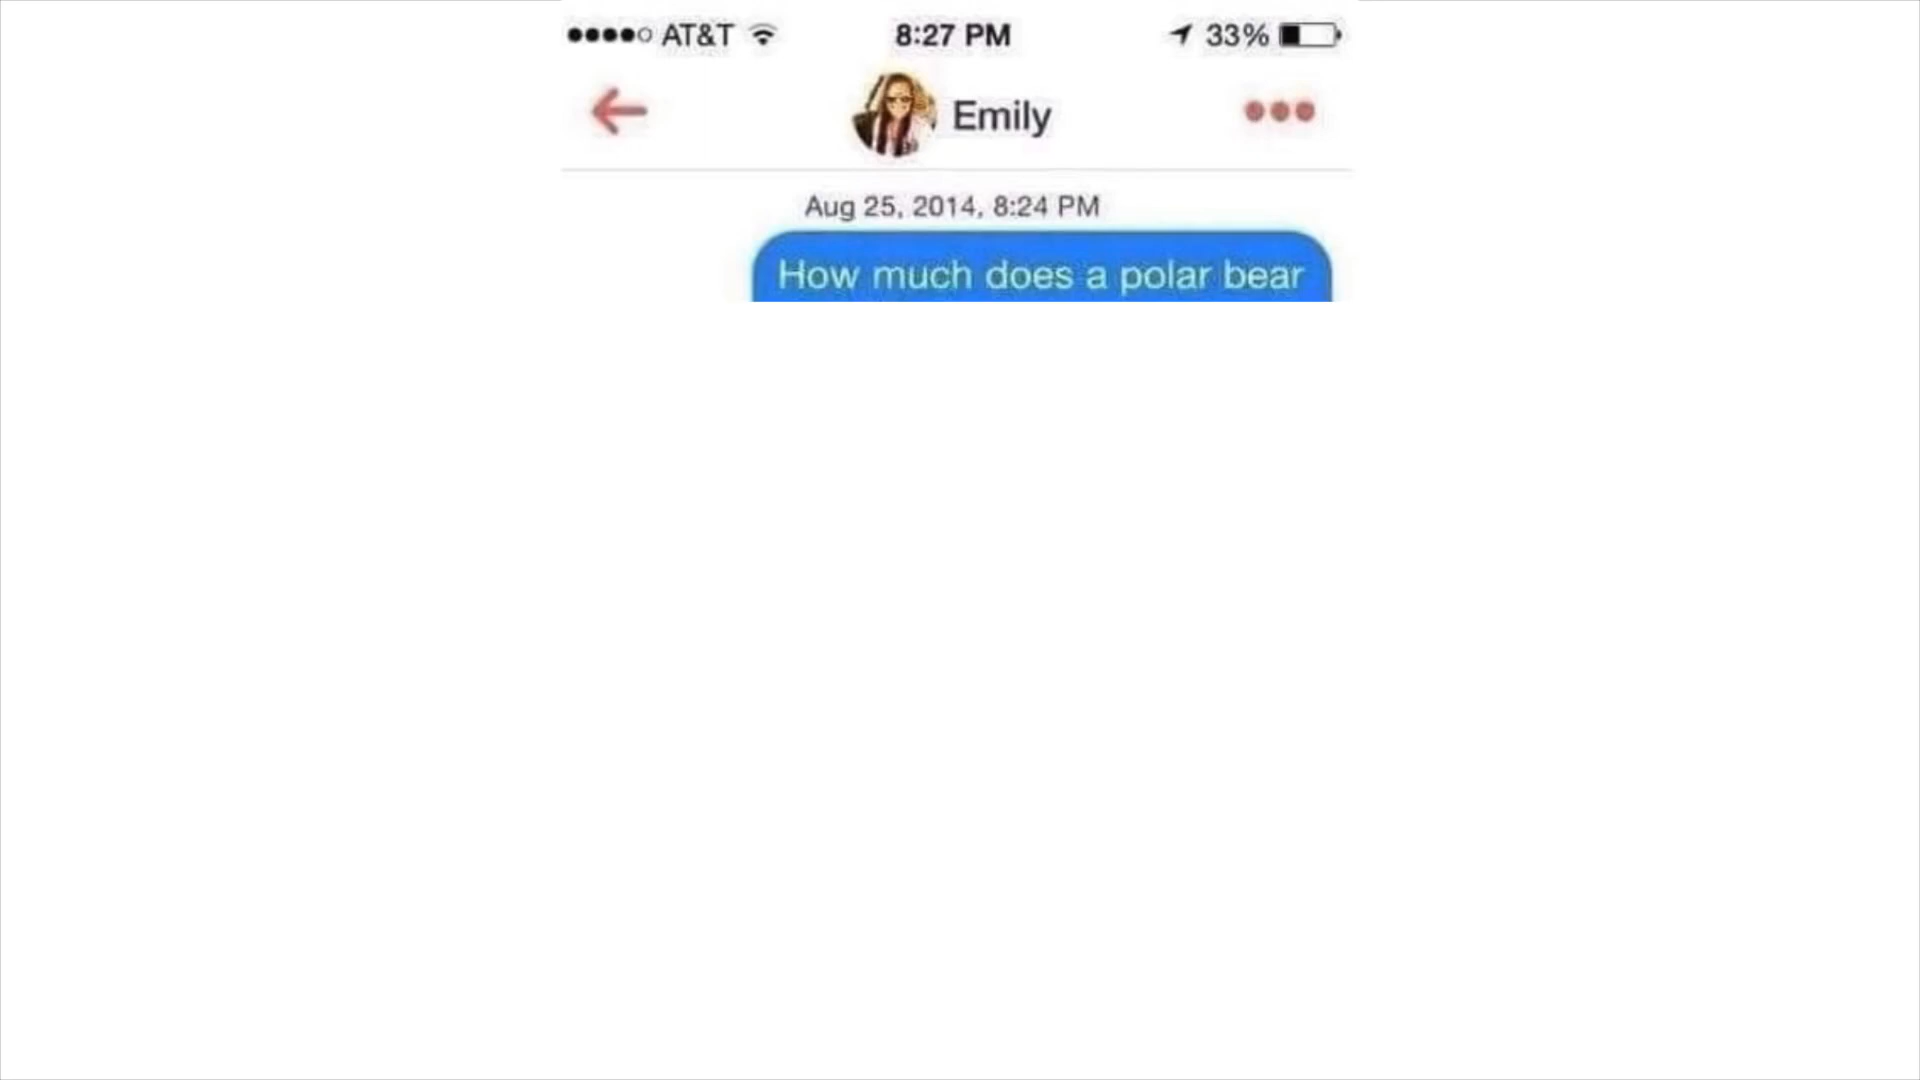 AT&T 8:27 PM 33%
Emily
Aug 25, 2014, 8:24 PM
How much does a polar bear